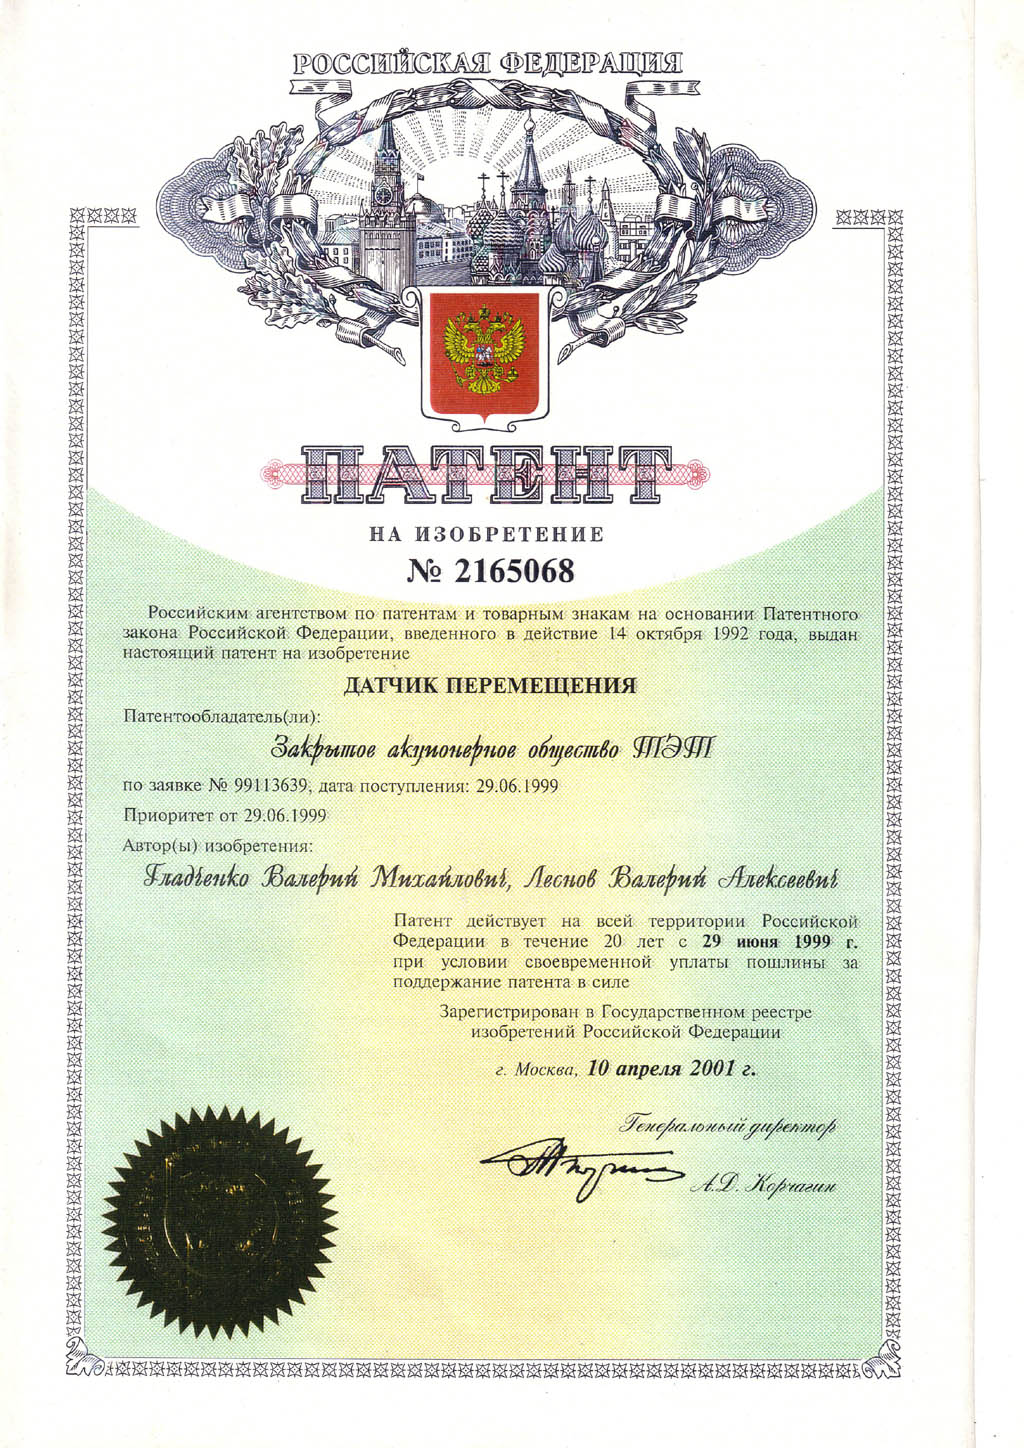 РОССИЙСКАЯ ФЕДЕРАЦИЯ
ПАТЕНТ
НА ИЗОБРЕТЕНИЕ
№ 2165068
Российским агентством по патентам и товарным знакам на основании Патентного
закона Российской Федерации, введенного в действие 14 октября 1992 года, выдан
настоящий патент на изобретение
ДАТЧИК ПЕРЕМЕЩЕНИЯ
Патентообладатель(ли):
Закрытое акционерное общество ТЭТ
по заявке № 99113639, дата поступления: 29.06.1999
Приоритет от 29.06.1999
Автор(ы) изобретения:
Гладченко Валерий Михайлович, Леснов Валерий Алексеевич
Патент действует на всей территории Российской
Федерации в течение 20 лет с 29 июня 1999 г.
при условии своевременной уплаты пошлины за
поддержание патента в силе
Зарегистрирован в Государственном реестре
изобретений Российской Федерации
г. Москва, 10 апреля 2001 г.
Генеральный директор
А.Д. Корчагин